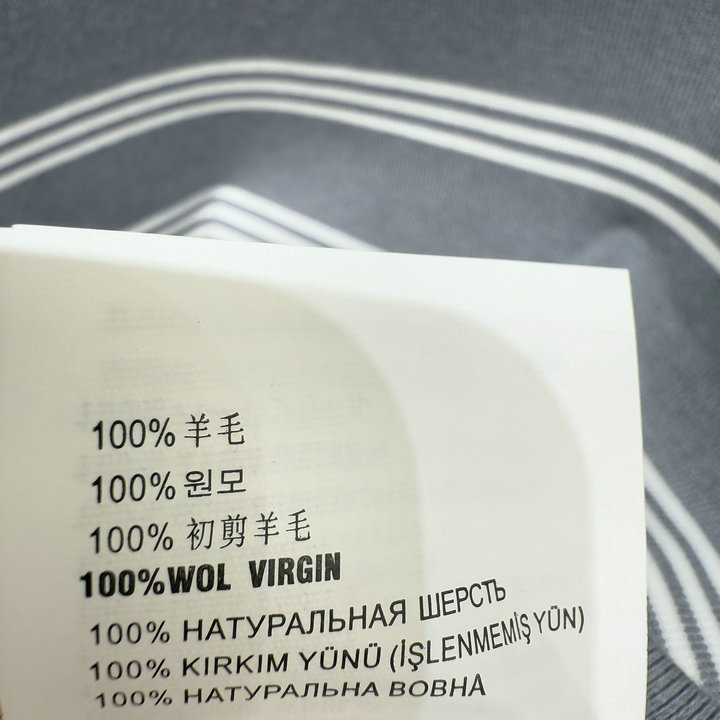 100% 羊毛
100% 원모
100% 初剪羊毛
100%WOL VIRGIN
100% НАТУРАЛЬНАЯ ШЕРСТЬ
100% KIRKIM YÜNÜ (İŞLENMEMİŞ YÜN)
100% НАТУРАЛЬНА ВОВНА